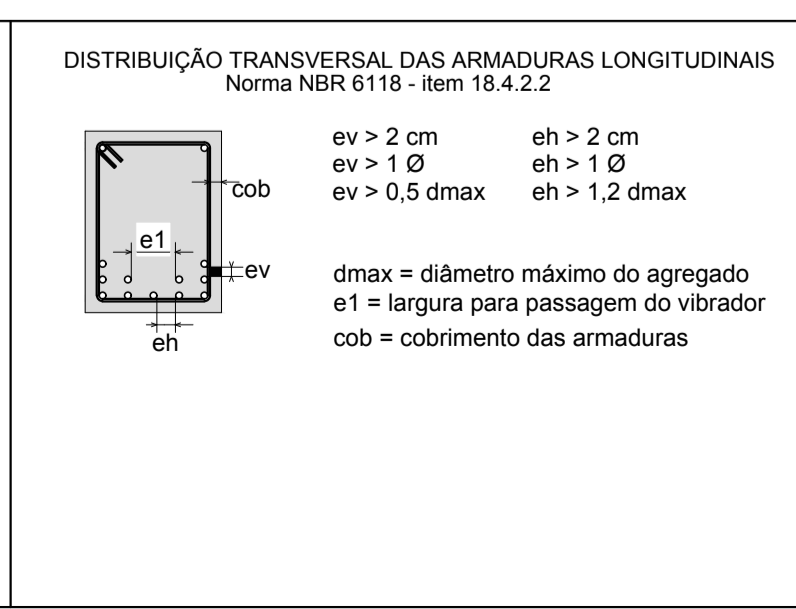 DISTRIBUIÇÃO TRANSVERSAL DAS ARMADURAS LONGITUDINAIS
Norma NBR 6118 - item 18.4.2.2
ev > 2 cm eh > 2 cm
ev > 1 Ø eh > 1 Ø
ev > 0,5 dmax eh > 1,2 dmax
cob
e1
ev
eh
dmax = diâmetro máximo do agregado
e1 = largura para passagem do vibrador
cob = cobrimento das armaduras